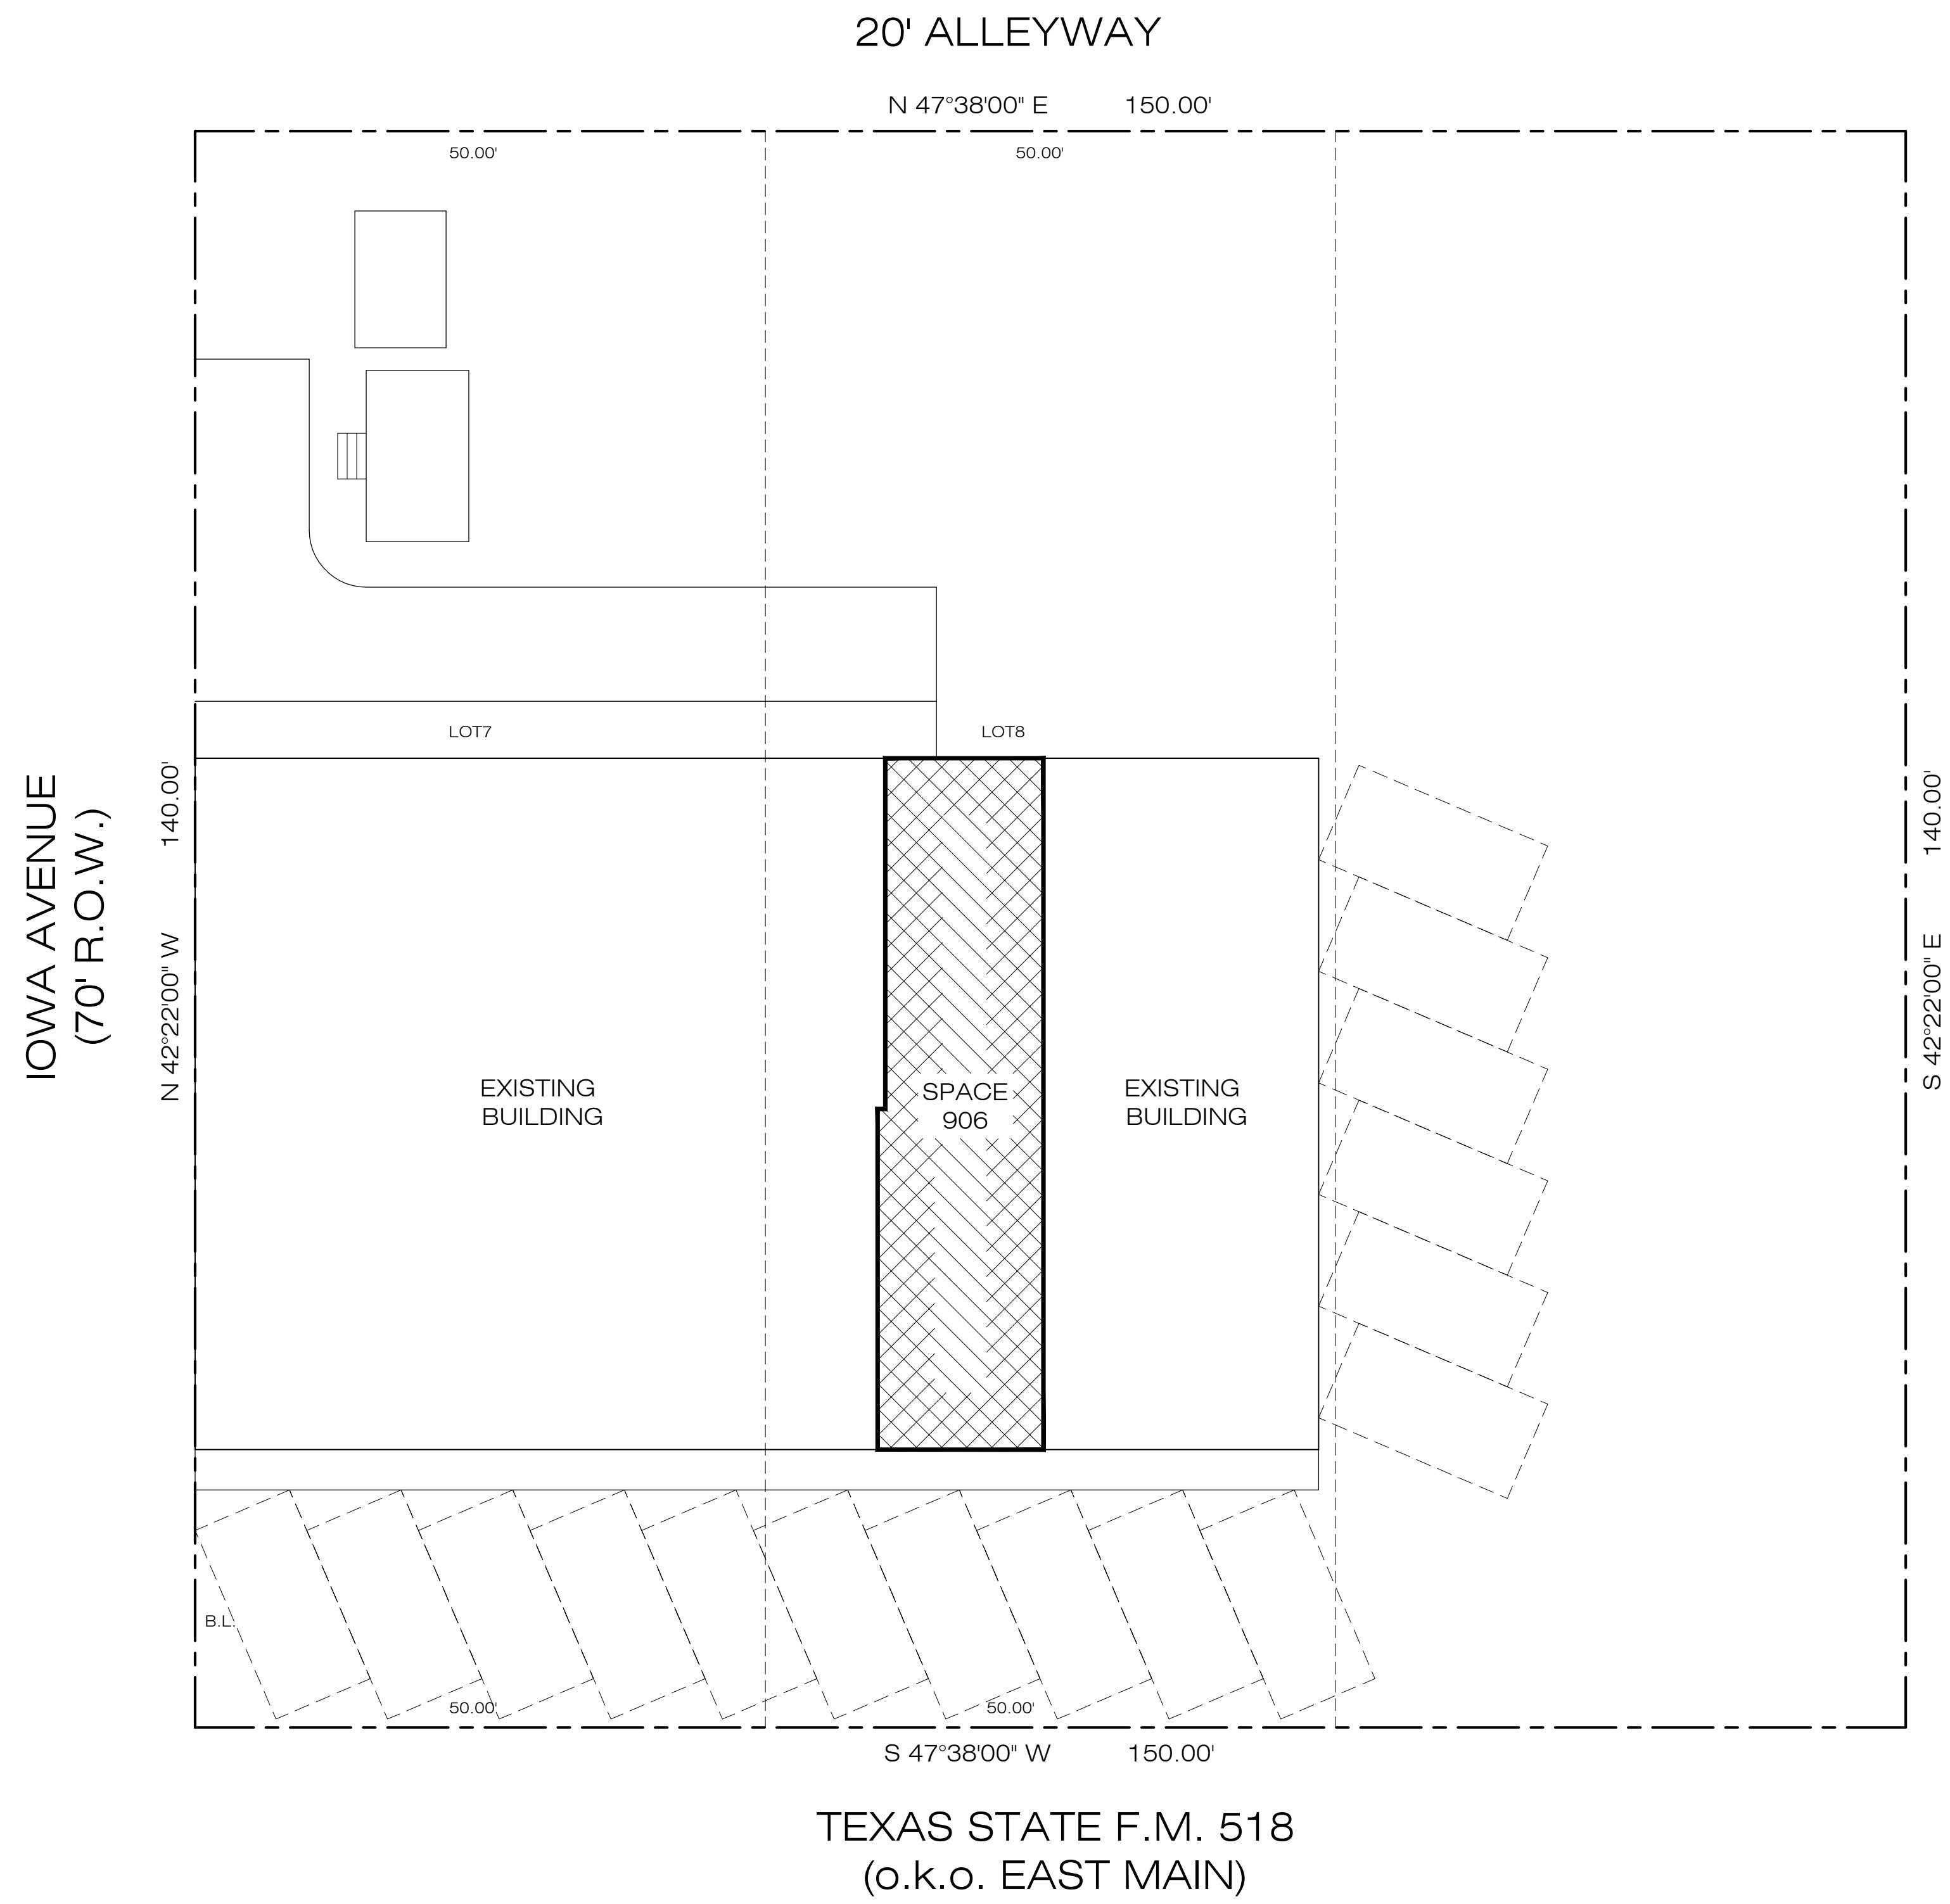 20' ALLEYWAY
N 47°38'00" E 150.00'
50.00' 50.00'
LOT7 LOT8
IOWA AVENUE
(70' R.O.W.)
N 42°22'00" W 140.00'
S 42°22'00" E 140.00'
EXISTING
BUILDING
SPACE
906
EXISTING
BUILDING
B.L.
50.00' 50.00'
S 47°38'00" W 150.00'
TEXAS STATE F.M. 518
(o.k.o. EAST MAIN)